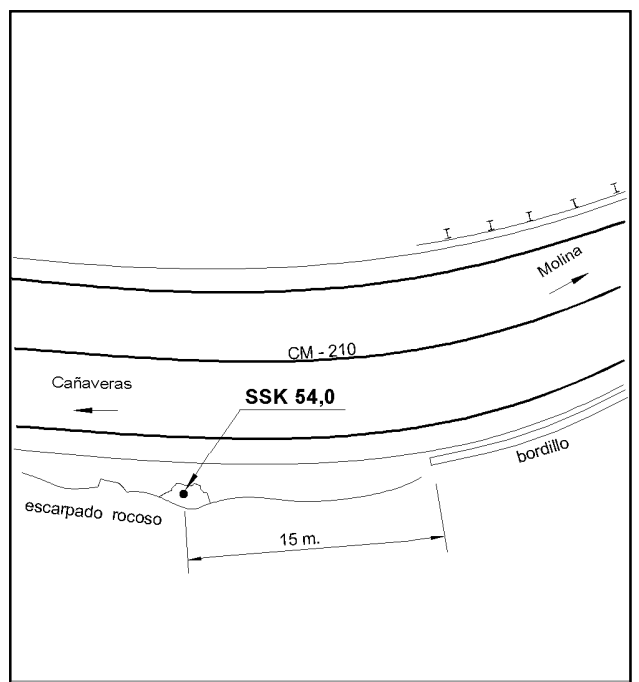 Molina
CM - 210
Cañaveras
SSK 54,0
bordillo
escarpado rocoso
15 m.